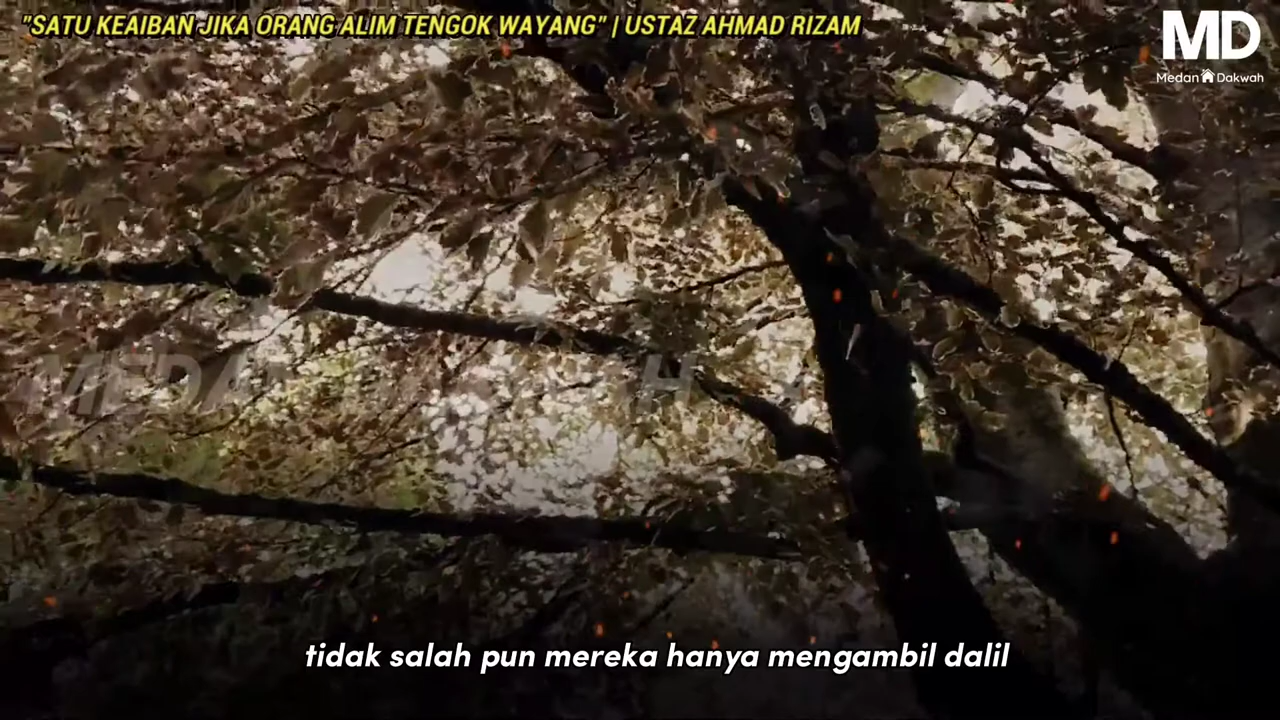 "SATU KEAIBAN JIKA ORANG ALIM TENGOK WAYANG" | USTAZ AHMAD RIZAM
MD
Medan Dakwah
tidak salah pun mereka hanya mengambil dalil